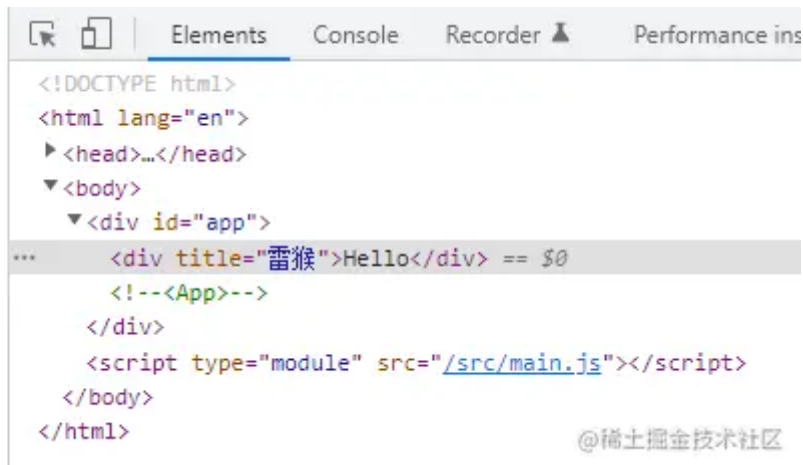 Elements Console Recorder Performance ins
<!DOCTYPE html>
<html lang="en">
<head>…</head>
<body>
<div id="app">
··· <div title="雷猴">Hello</div> == $0
<!--<App>-->
</div>
<script type="module" src="/src/main.js"></script>
</body>
</html>
@稀土掘金技术社区